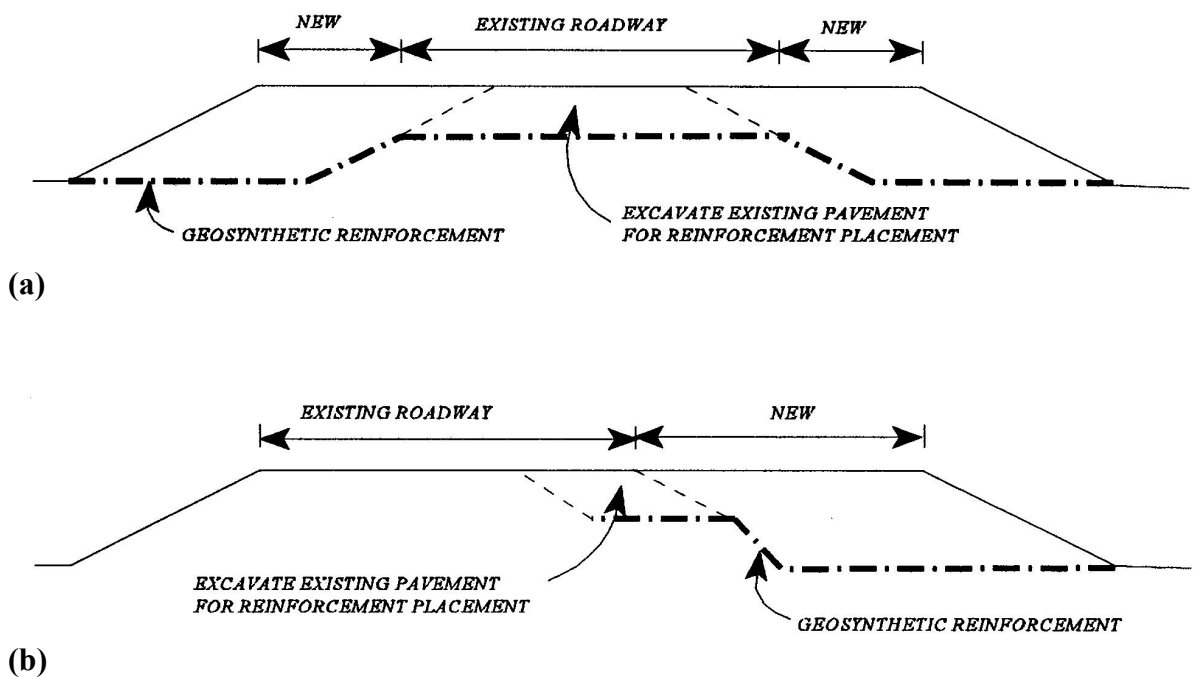 NEW EXISTING ROADWAY NEW
GEOSYNTHETIC REINFORCEMENT
EXCAVATE EXISTING PAVEMENT
FOR REINFORCEMENT PLACEMENT
(a)
EXISTING ROADWAY NEW
EXCAVATE EXISTING PAVEMENT
FOR REINFORCEMENT PLACEMENT
GEOSYNTHETIC REINFORCEMENT
(b)